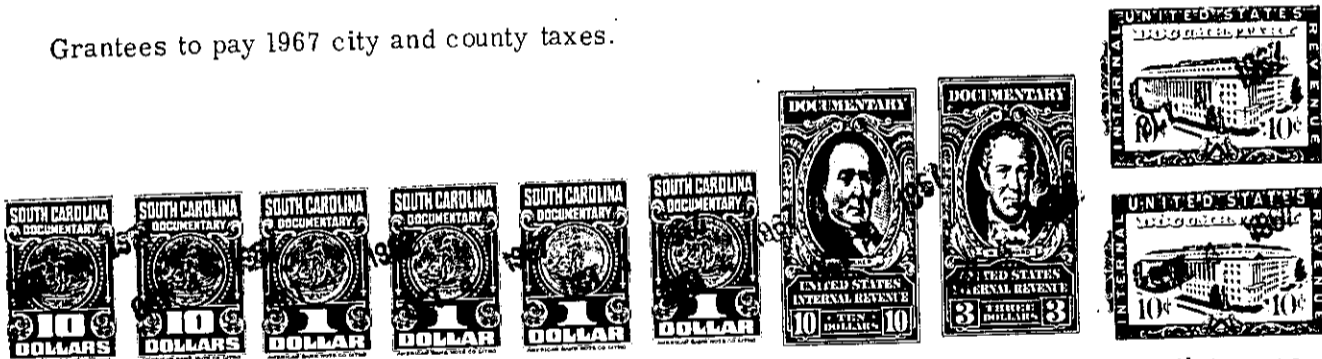 Grantees to pay 1967 city and county taxes.
UNITED STATES
INTERNAL
REVENUE
DOCUMENTARY
10¢ 10¢
DOCUMENTARY
UNITED STATES
INTERNAL REVENUE
10 TEN DOLLARS 10
DOCUMENTARY
UNITED STATES
INTERNAL REVENUE
3 THREE DOLLARS 3
UNITED STATES
INTERNAL
REVENUE
DOCUMENTARY
10¢ 10¢
SOUTH CAROLINA
DOCUMENTARY
10
DOLLARS
SOUTH CAROLINA
DOCUMENTARY
10
DOLLARS
SOUTH CAROLINA
DOCUMENTARY
1
DOLLAR
SOUTH CAROLINA
DOCUMENTARY
1
DOLLAR
SOUTH CAROLINA
DOCUMENTARY
1
DOLLAR
SOUTH CAROLINA
DOCUMENTARY
1
DOLLAR